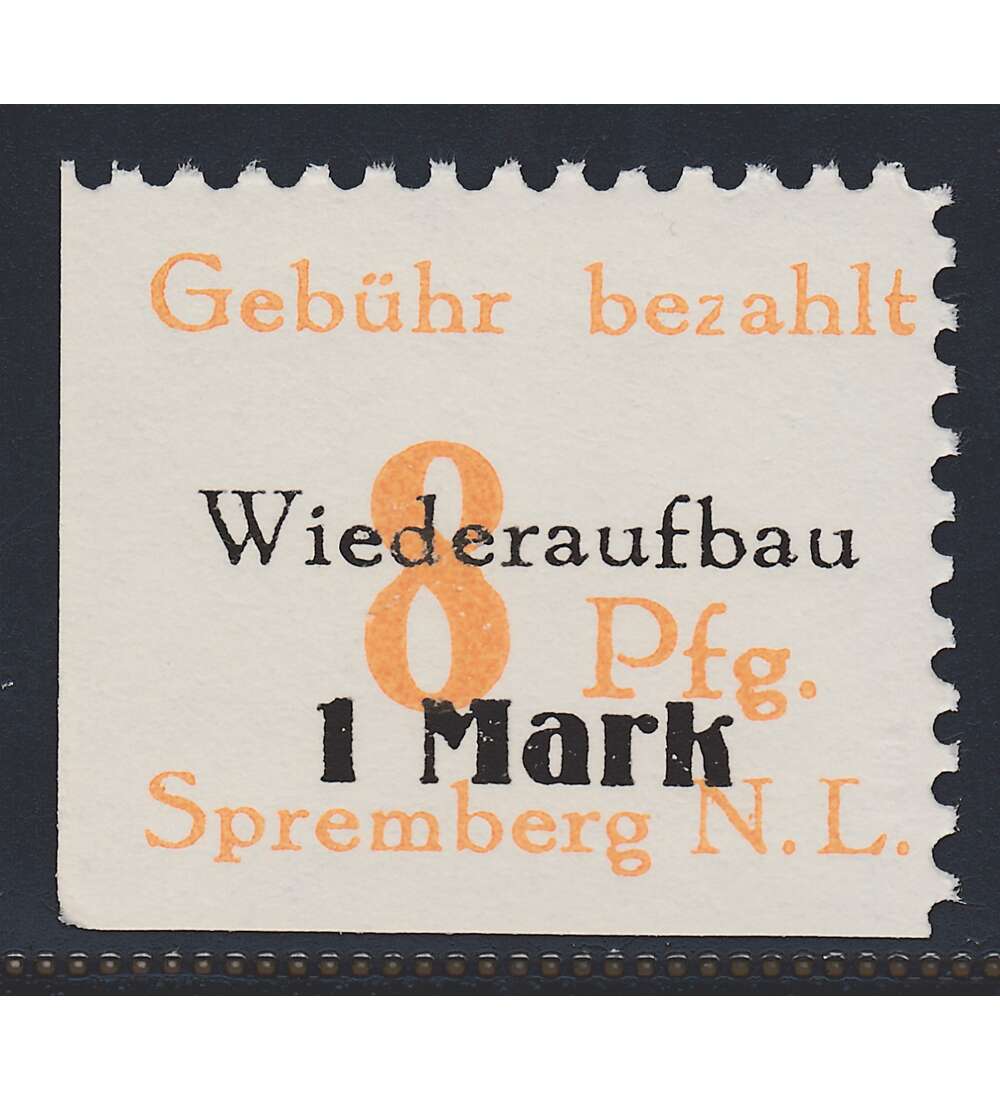 Gebühr bezahlt
Wiederaufbau
8 Pfg.
1 Mark
Spremberg N.L.